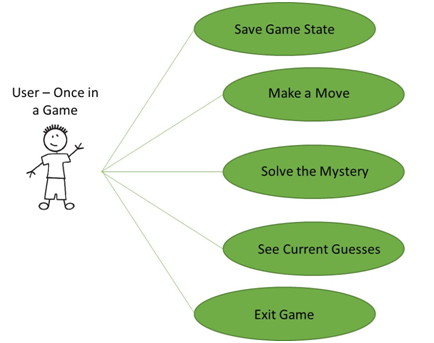 Save Game State
User – Once in
a Game
Make a Move
Solve the Mystery
See Current Guesses
Exit Game